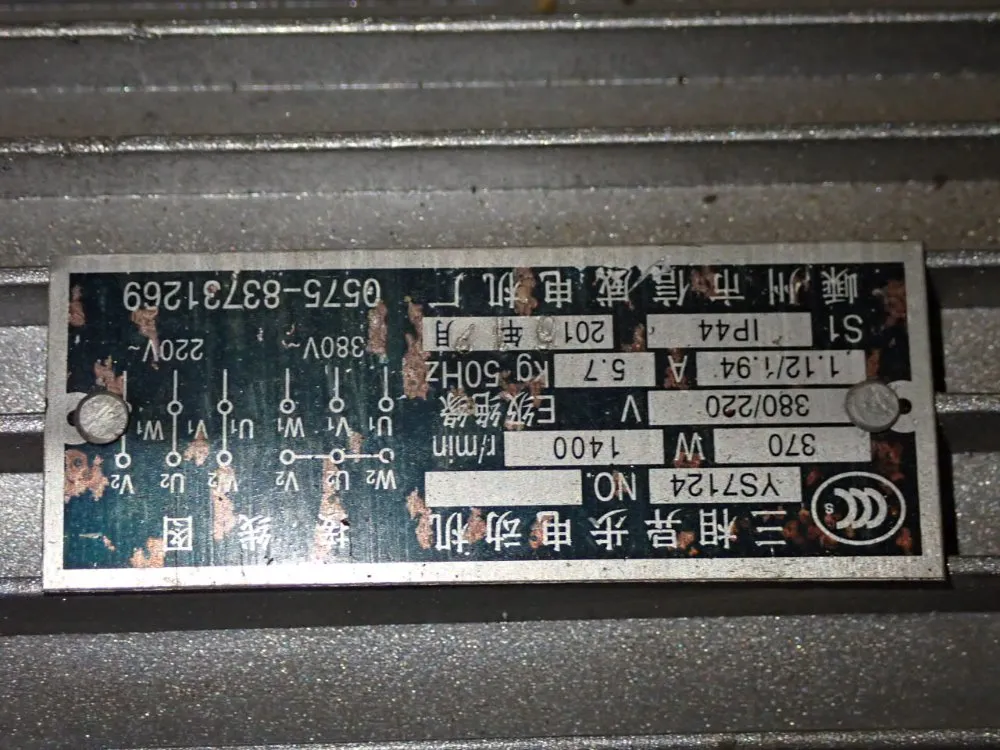 CCC S
三相异步电动机
接线图
YS7124 NO.
370 W 1400 r/min
380/220 V E级绝缘
1.12/1.94 A 5.7 kg 50Hz
S1 IP44 201 年 月
嵊州市信威电机厂
0575-83731269
W2 U2 V2
U1 V1 W1
380V~
W2 U2 V2
U1 V1 W1
220V~